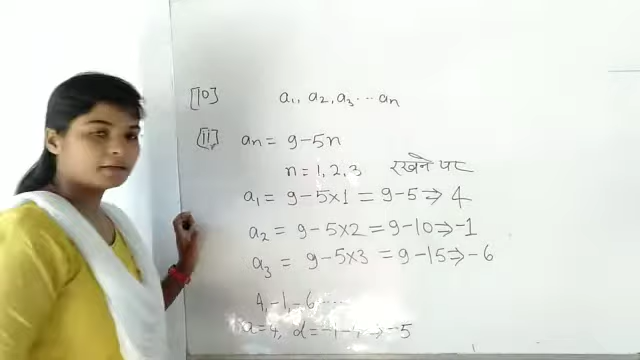 [10] a₁, a₂, a₃ ... aₙ
[11] aₙ = 9-5n
n = 1, 2, 3 रखने पर
a₁ = 9-5×1 = 9-5 ⇒ 4
a₂ = 9-5×2 = 9-10 ⇒ -1
a₃ = 9-5×3 = 9-15 ⇒ -6
4, -1, -6 ....
a=4, d= -1-4 ⇒ -5